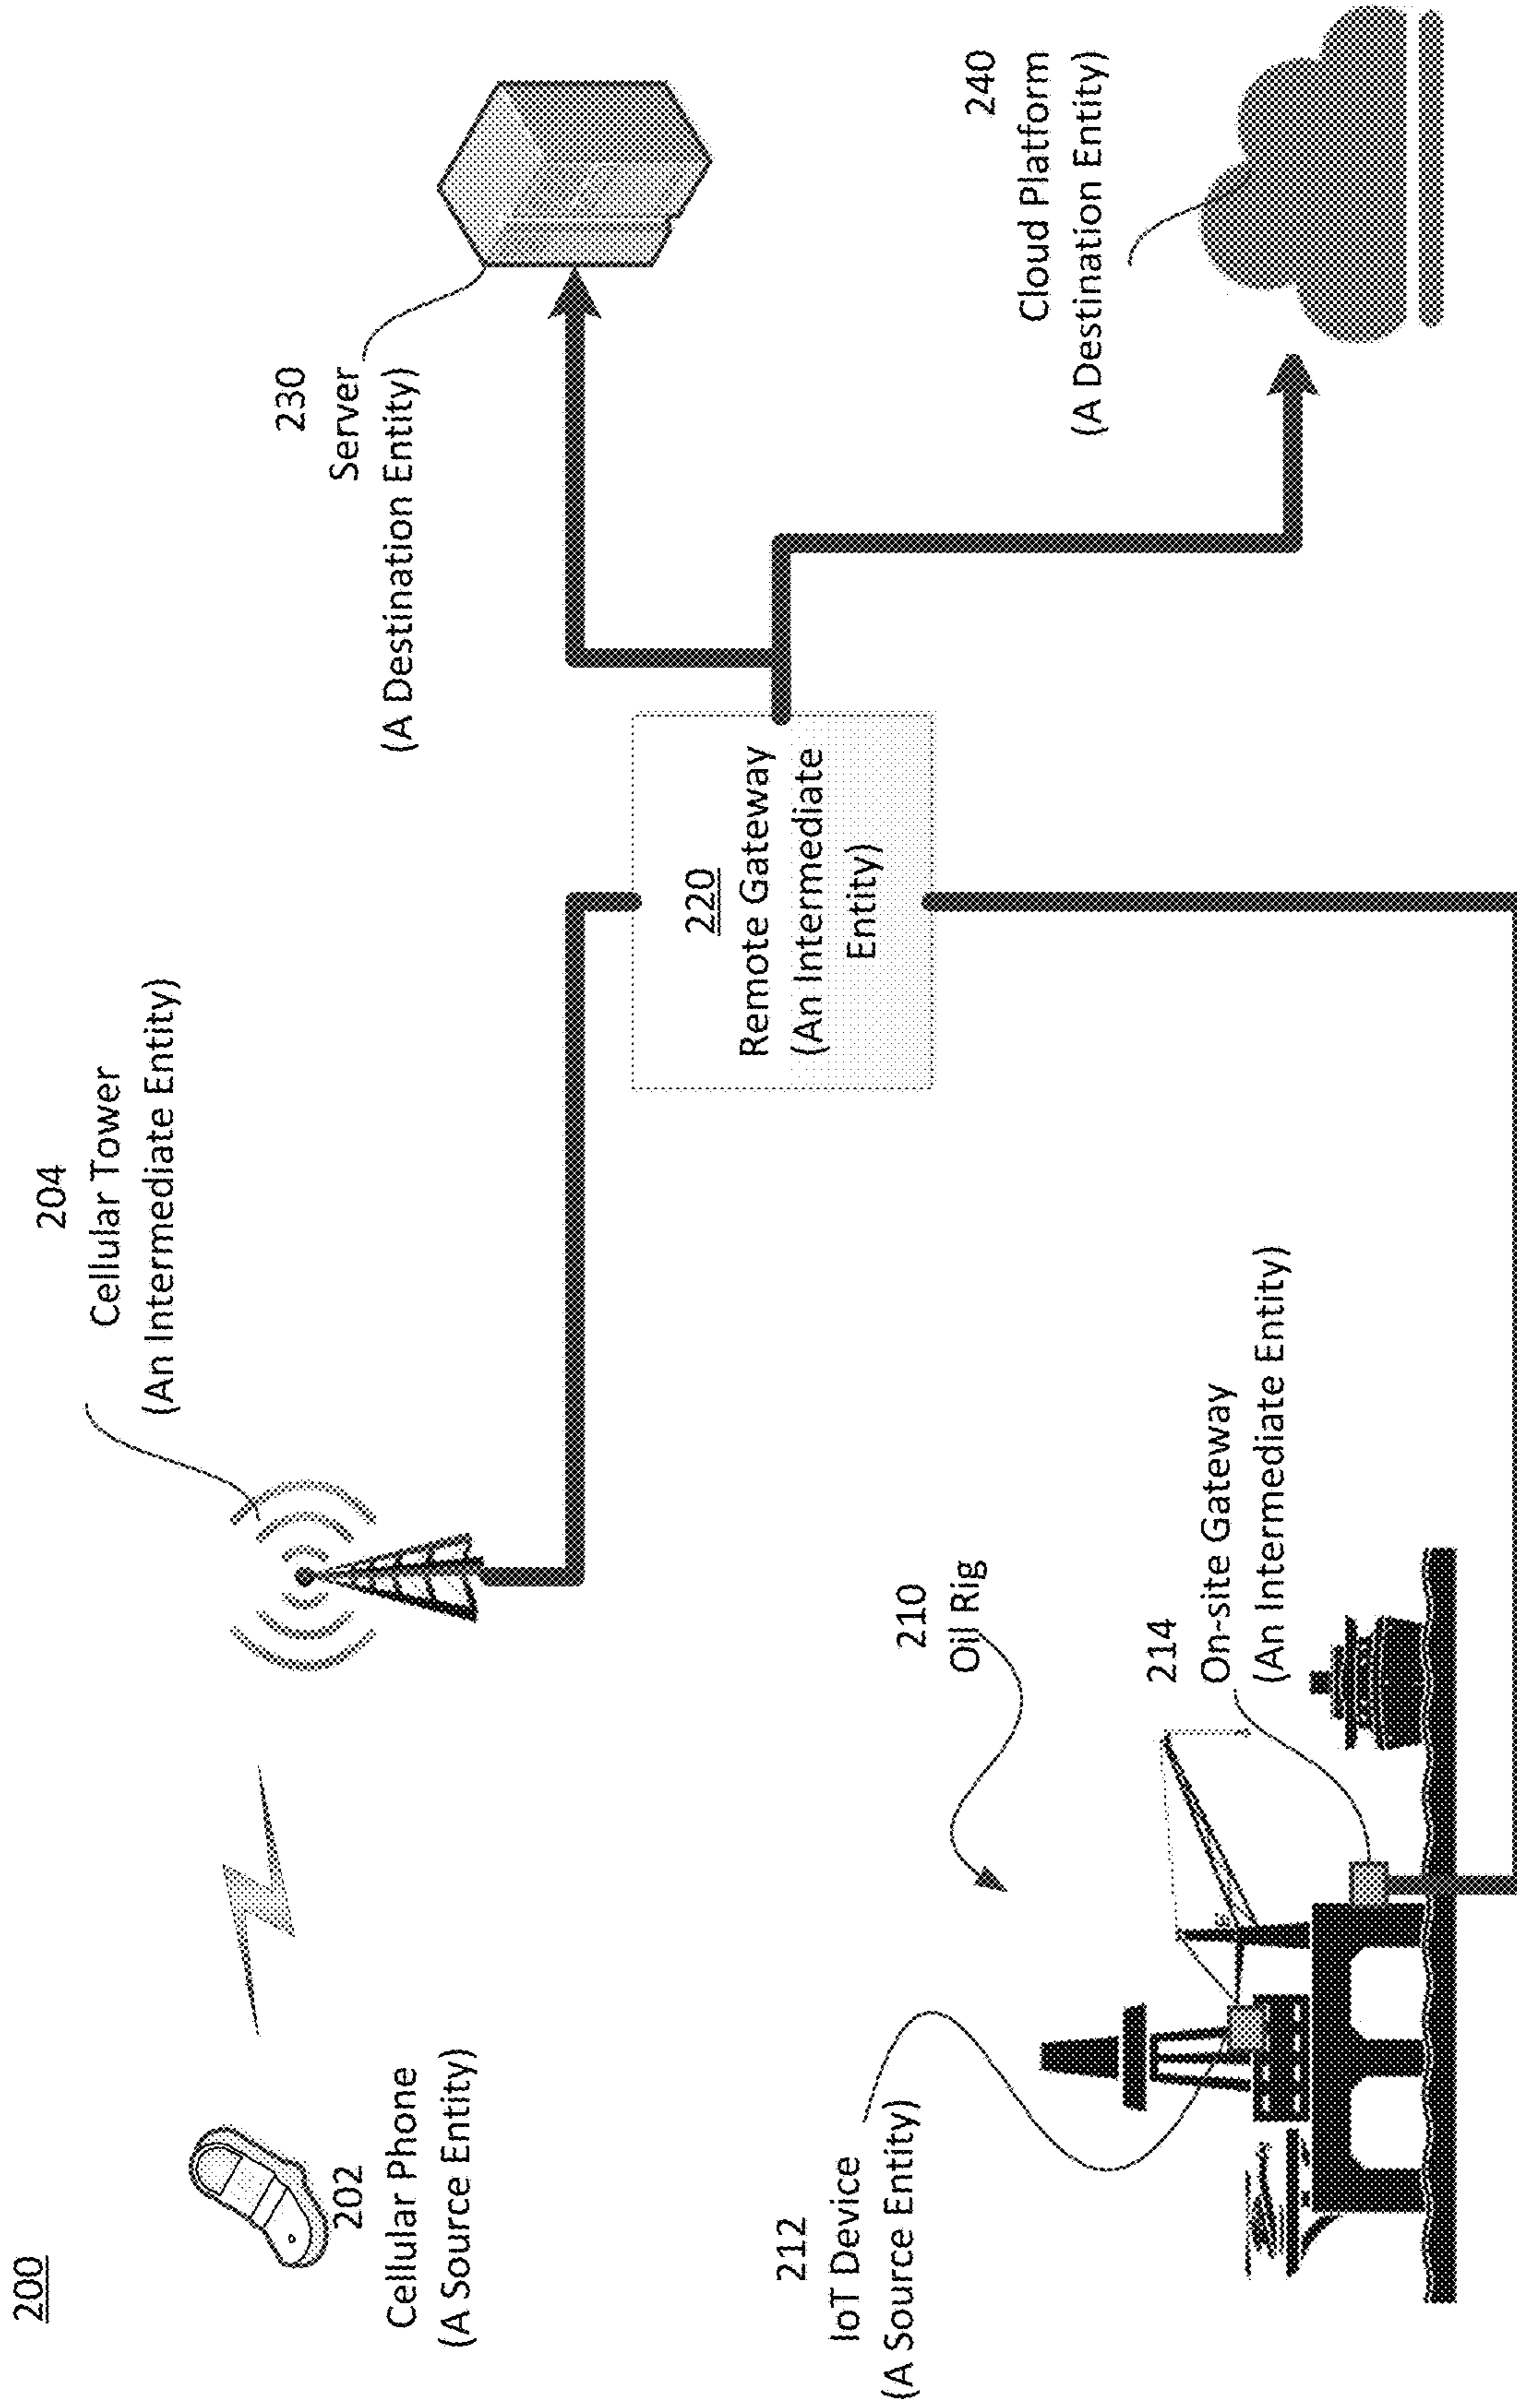 200
202
Cellular Phone
(A Source Entity)
204
Cellular Tower
(An Intermediate Entity)
230
Server
(A Destination Entity)
220
Remote Gateway
(An Intermediate
Entity)
240
Cloud Platform
(A Destination Entity)
212
IoT Device
(A Source Entity)
210
Oil Rig
214
On-site Gateway
(An Intermediate Entity)